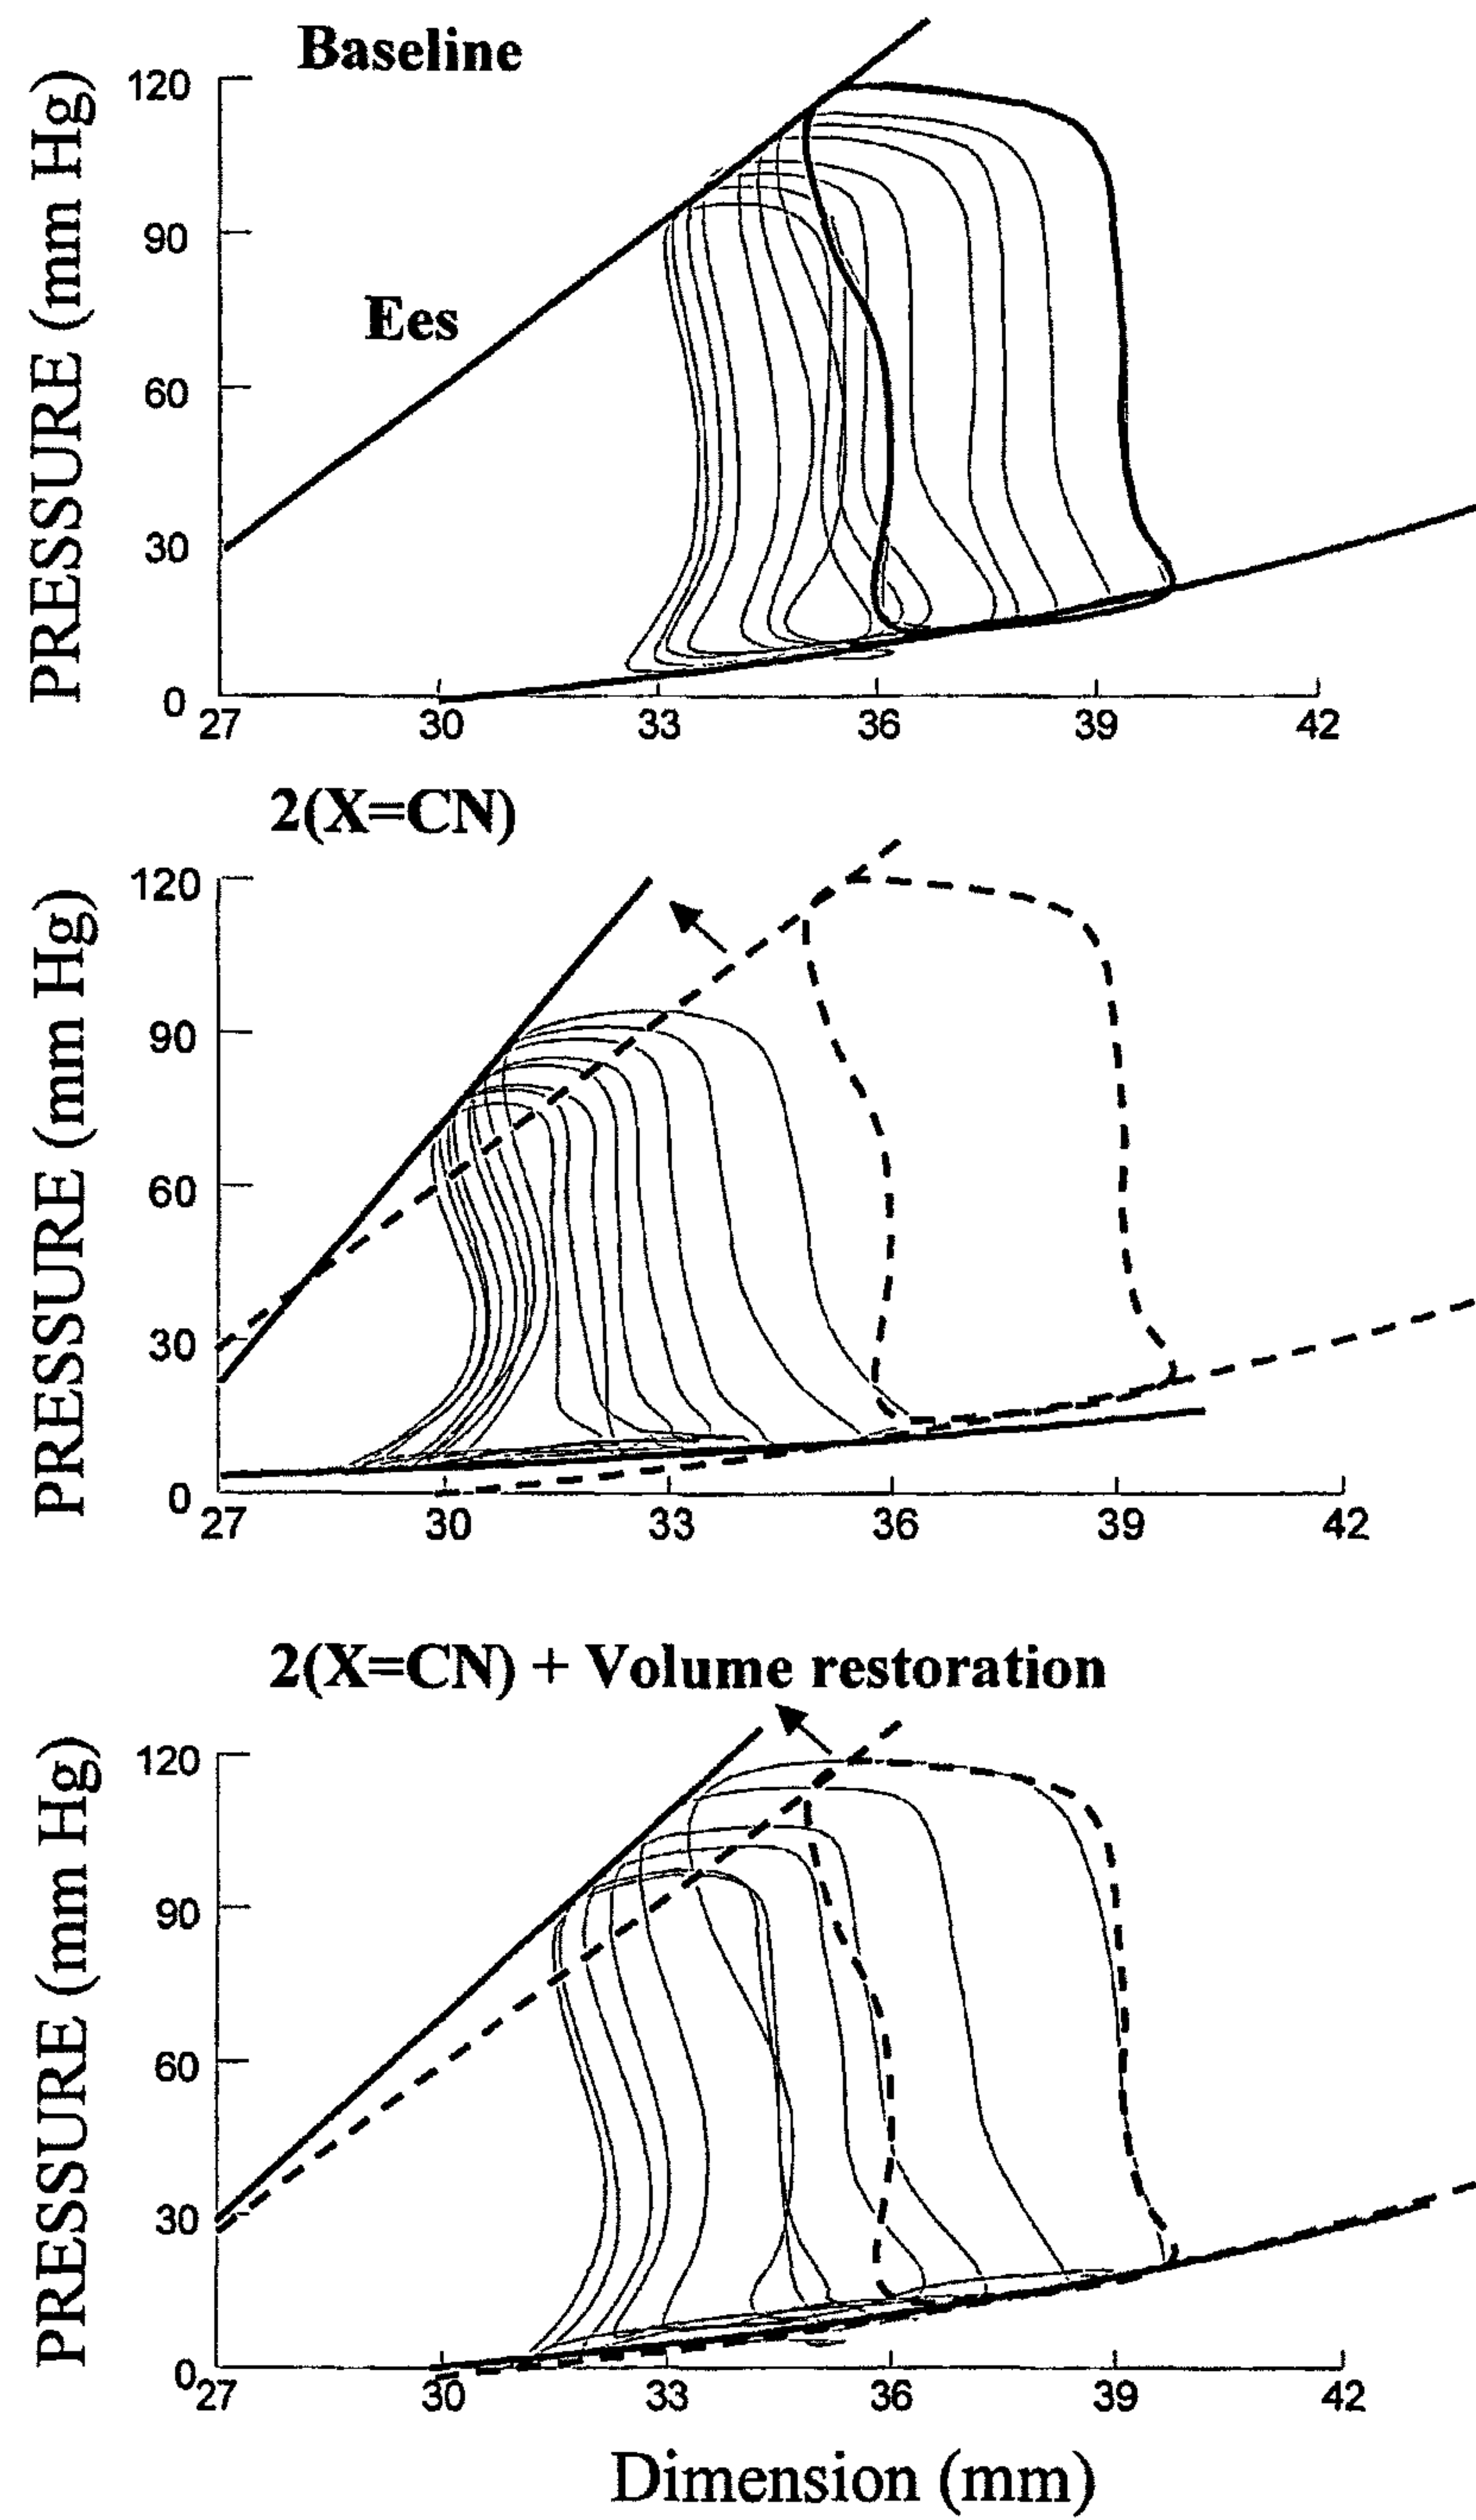 Baseline
PRESSURE (mm Hg)
120
90
60
30
0
Ees
27 30 33 36 39 42
2(X=CN)
PRESSURE (mm Hg)
120
90
60
30
0
27 30 33 36 39 42
2(X=CN) + Volume restoration
PRESSURE (mm Hg)
120
90
60
30
0
27 30 33 36 39 42
Dimension (mm)